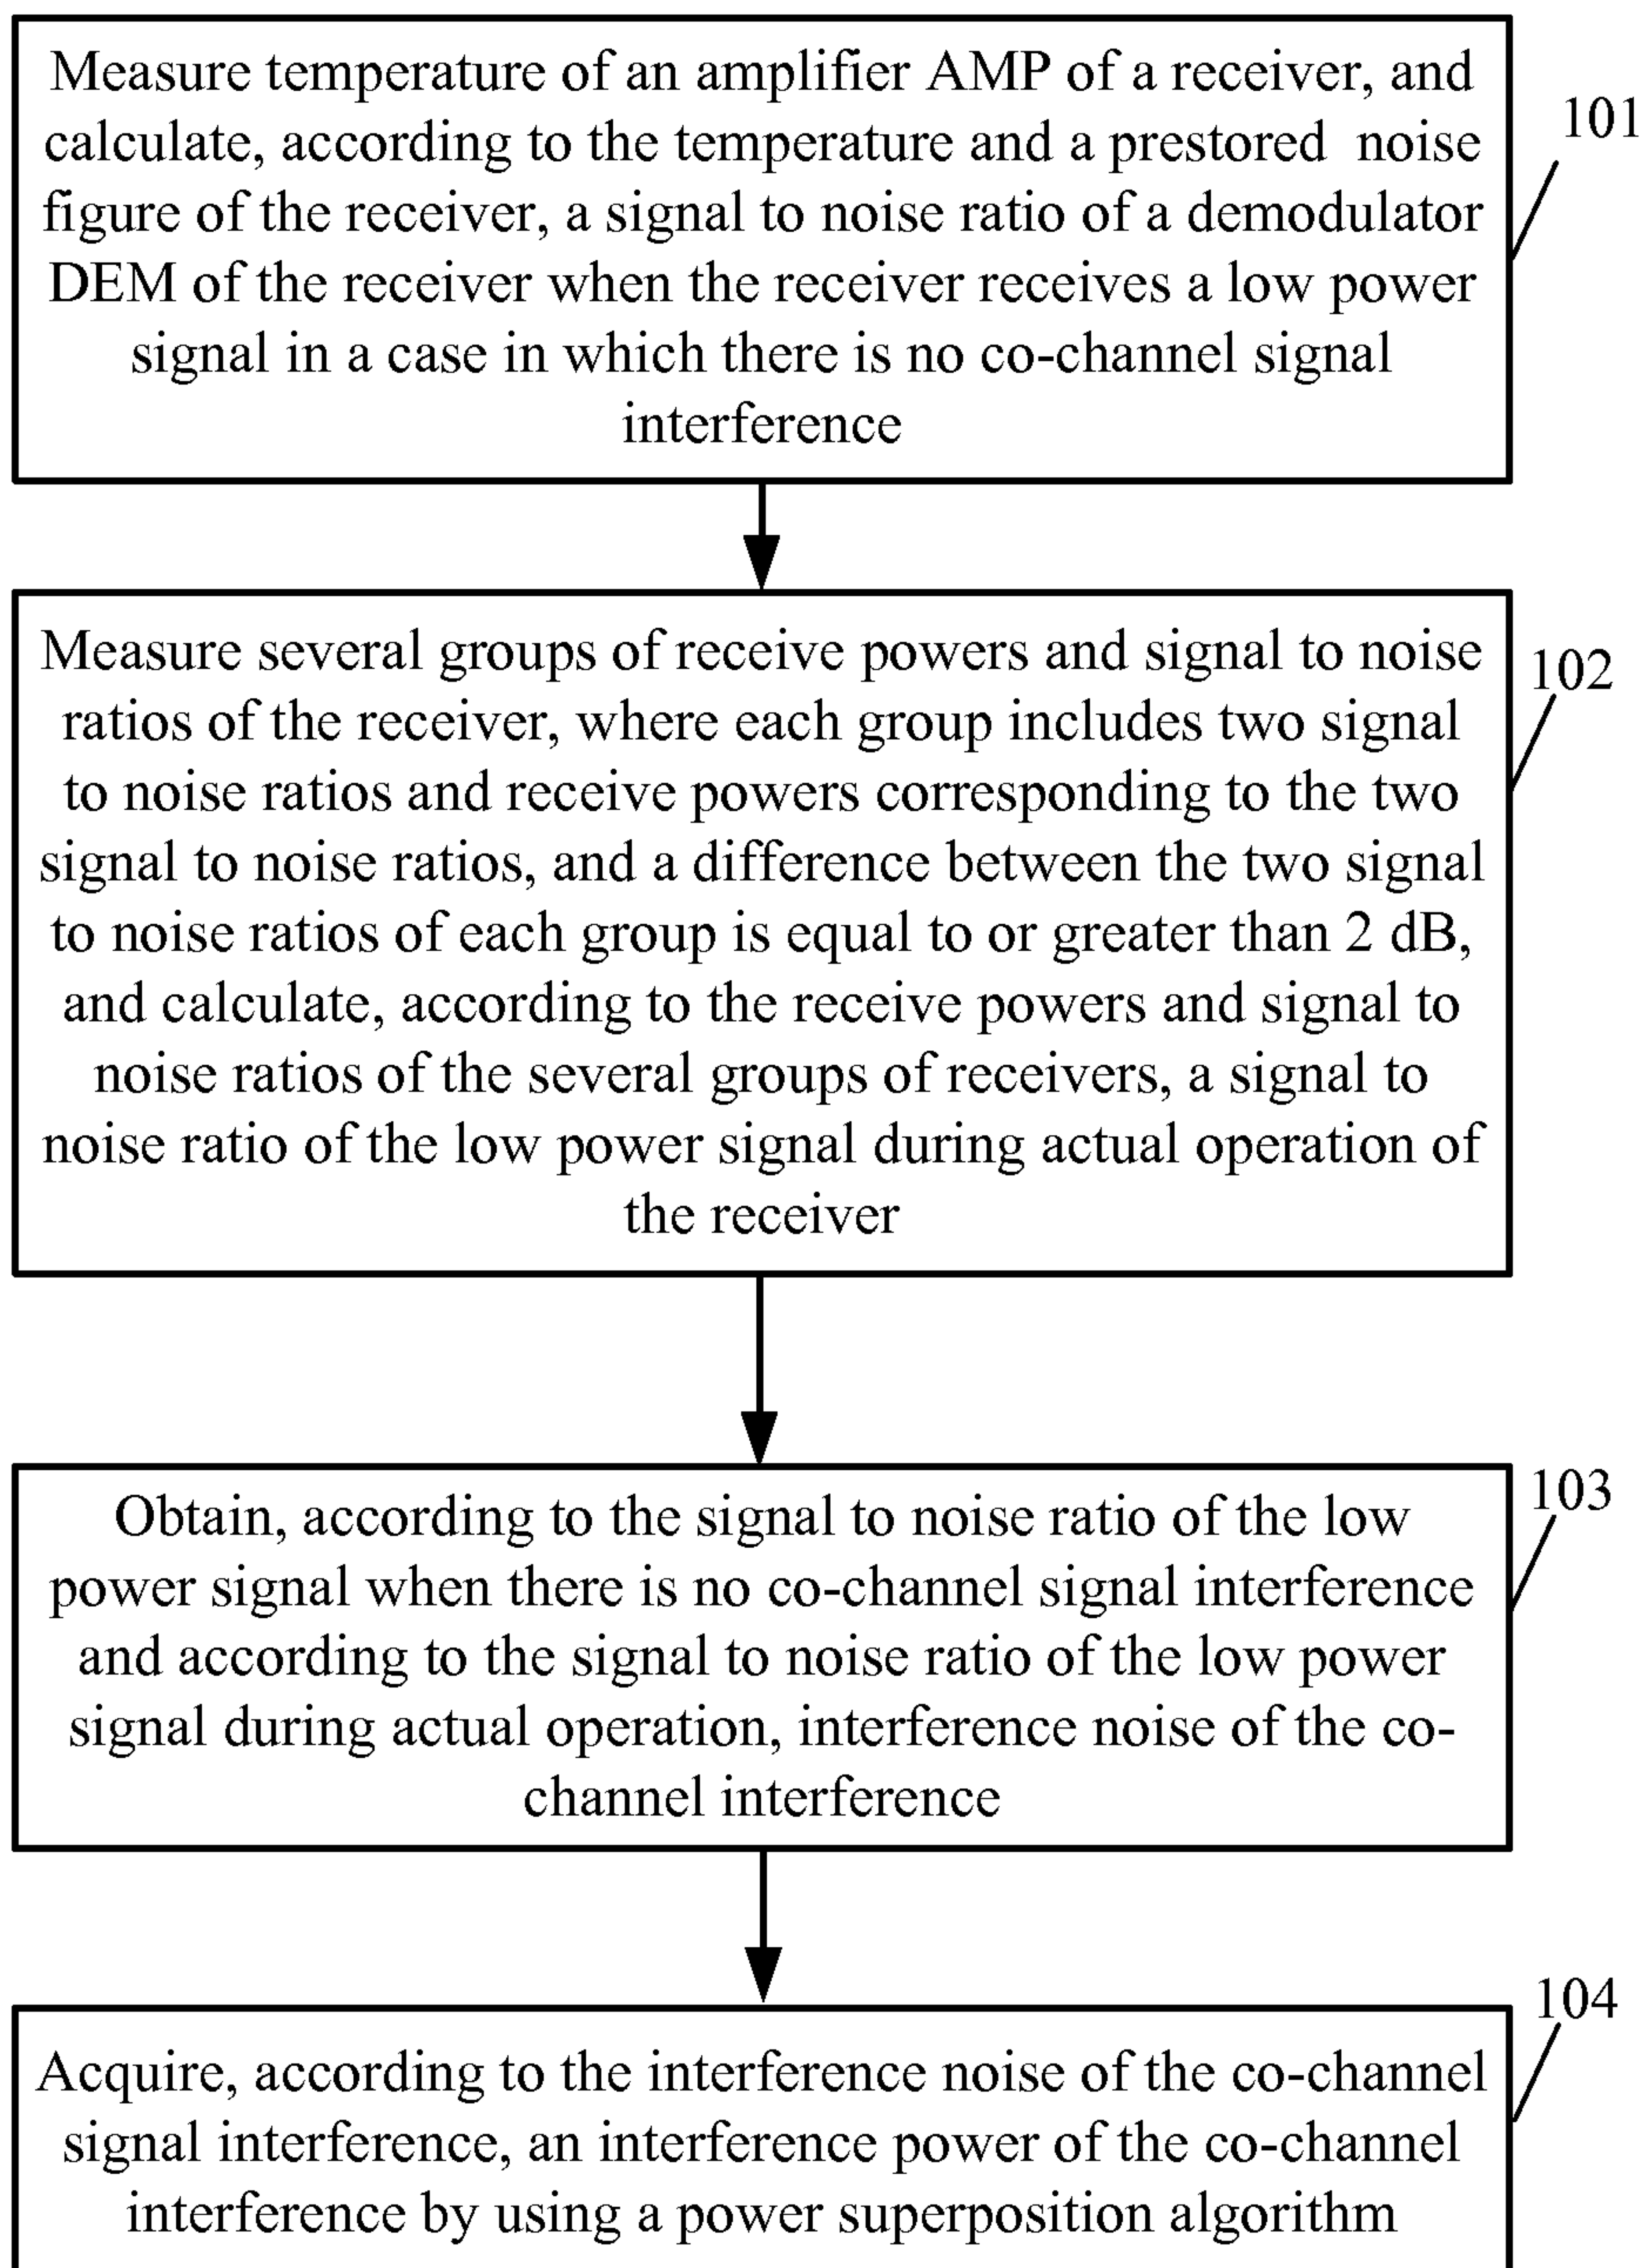 Measure temperature of an amplifier AMP of a receiver, and
calculate, according to the temperature and a prestored noise
figure of the receiver, a signal to noise ratio of a demodulator
DEM of the receiver when the receiver receives a low power
signal in a case in which there is no co-channel signal
interference
101
Measure several groups of receive powers and signal to noise
ratios of the receiver, where each group includes two signal
to noise ratios and receive powers corresponding to the two
signal to noise ratios, and a difference between the two signal
to noise ratios of each group is equal to or greater than 2 dB,
and calculate, according to the receive powers and signal to
noise ratios of the several groups of receivers, a signal to
noise ratio of the low power signal during actual operation of
the receiver
102
Obtain, according to the signal to noise ratio of the low
power signal when there is no co-channel signal interference
and according to the signal to noise ratio of the low power
signal during actual operation, interference noise of the co-
channel interference
103
Acquire, according to the interference noise of the co-channel
signal interference, an interference power of the co-channel
interference by using a power superposition algorithm
104